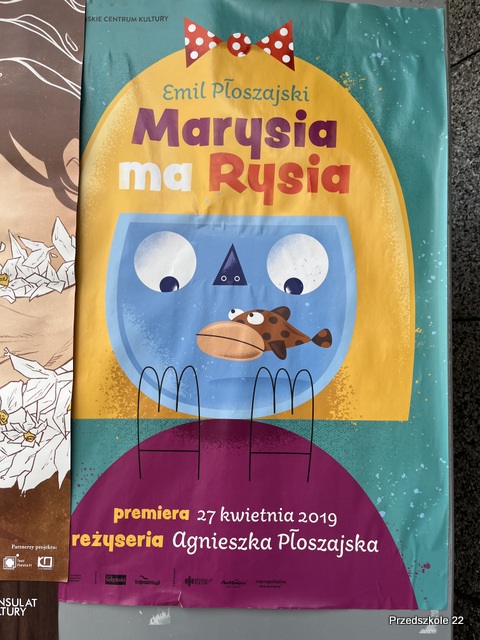 SKIE CENTRUM KULTURY
Emil Płoszajski
Marysia
ma Rysia
premiera 27 kwietnia 2019
reżyseria Agnieszka Płoszajska
Partnerzy projektu:
NSULAT
LTURY
Przedszkole 22